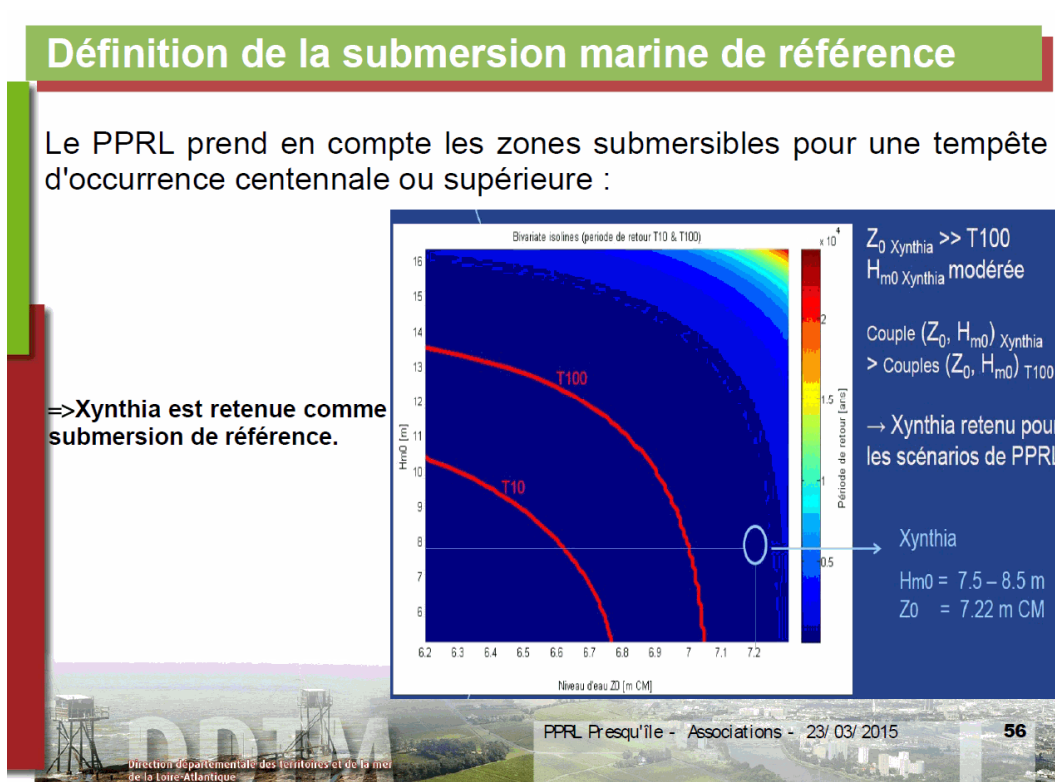 Définition de la submersion marine de référence
Le PPRL prend en compte les zones submersibles pour une tempête
d'occurrence centennale ou supérieure :
=>Xynthia est retenue comme
submersion de référence.
Bivariate isolines (periode de retour T10 & T100)
x 10^4
16
15
14
13
12
11
10
9
8
7
6
Hm0 [m]
T100
T10
6.2 6.3 6.4 6.5 6.6 6.7 6.8 6.9 7 7.1 7.2
Niveau d'eau Z0 [m CM]
2
1.5
1
0.5
Période de retour [ans]
Z0 Xynthia >> T100
Hm0 Xynthia modérée
Couple (Z0, Hm0) Xynthia
> Couples (Z0, Hm0) T100
→ Xynthia retenu pour
les scénarios de PPRL
Xynthia
Hm0 = 7.5 – 8.5 m
Z0 = 7.22 m CM
DDTM
Direction départementale des territoires et de la mer
de la Loire-Atlantique
PPRL Presqu'île - Associations - 23/ 03/ 2015
56